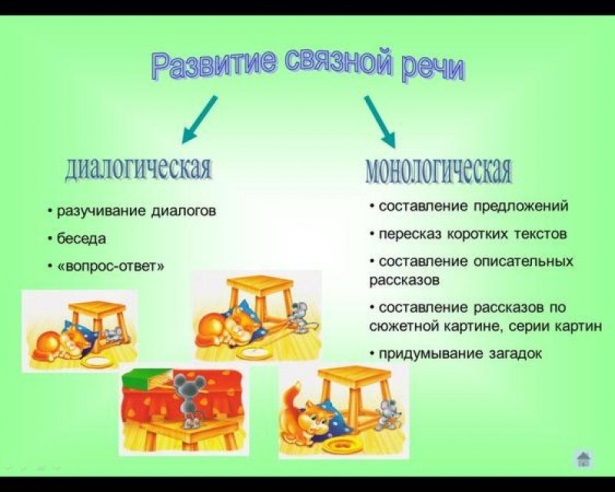 Развитие связной речи
диалогическая
• разучивание диалогов
• беседа
• «вопрос-ответ»
монологическая
• составление предложений
• пересказ коротких текстов
• составление описательных
рассказов
• составление рассказов по
сюжетной картине, серии картин
• придумывание загадок